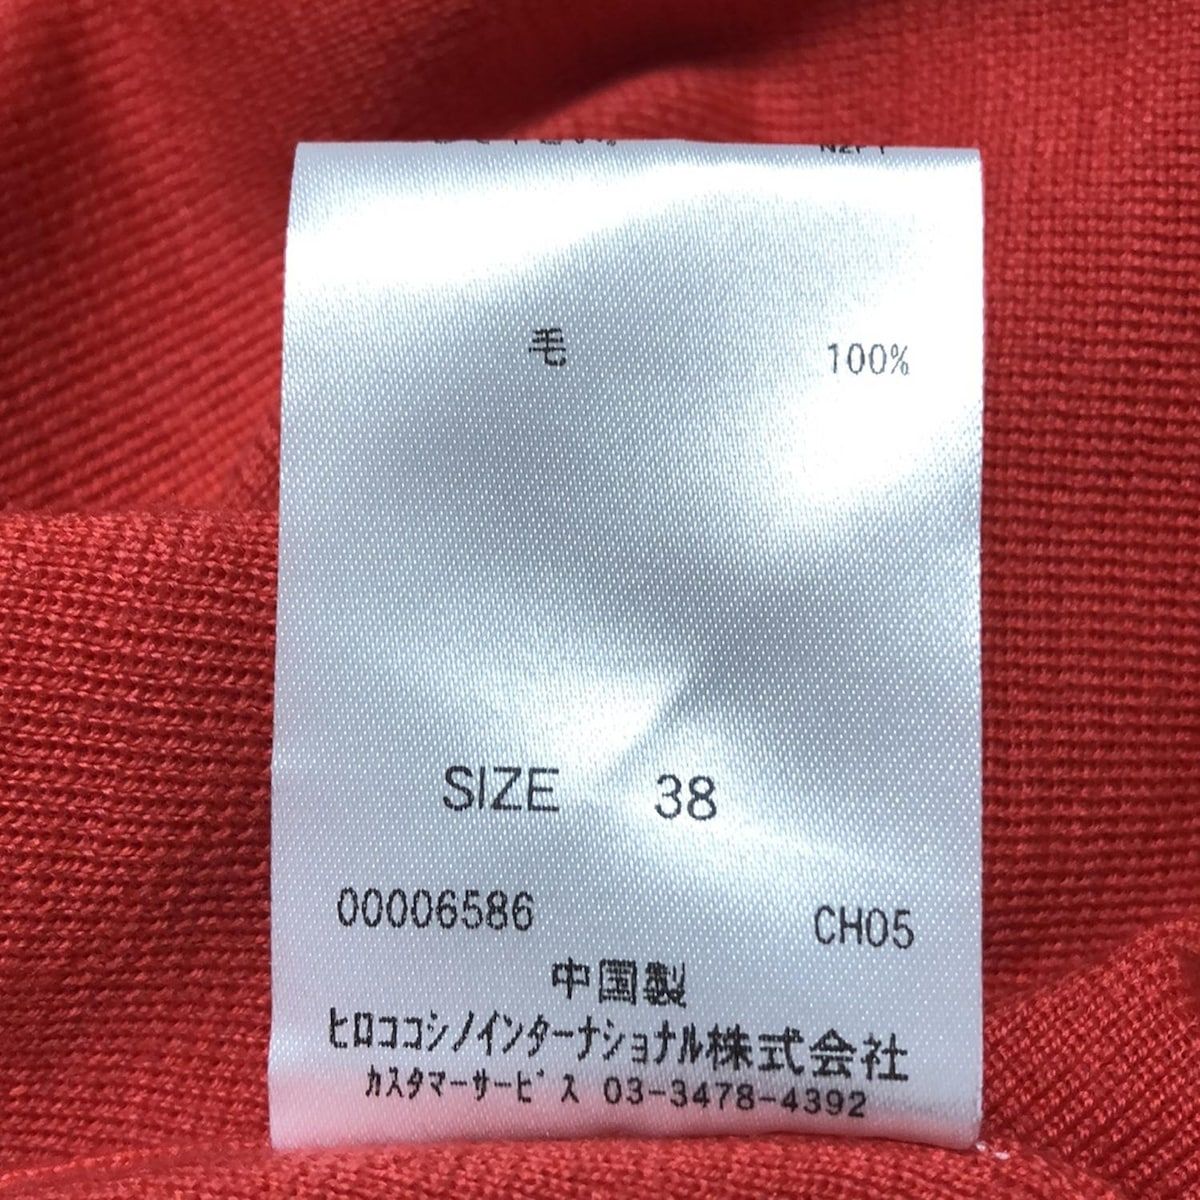 毛 100%
SIZE 38
00006586 CH05
中国製
ﾋﾛｺｺｼﾉｲﾝﾀｰﾅｼｮﾅﾙ株式会社
ｶｽﾀﾏｰｻｰﾋﾞｽ 03-3478-4392